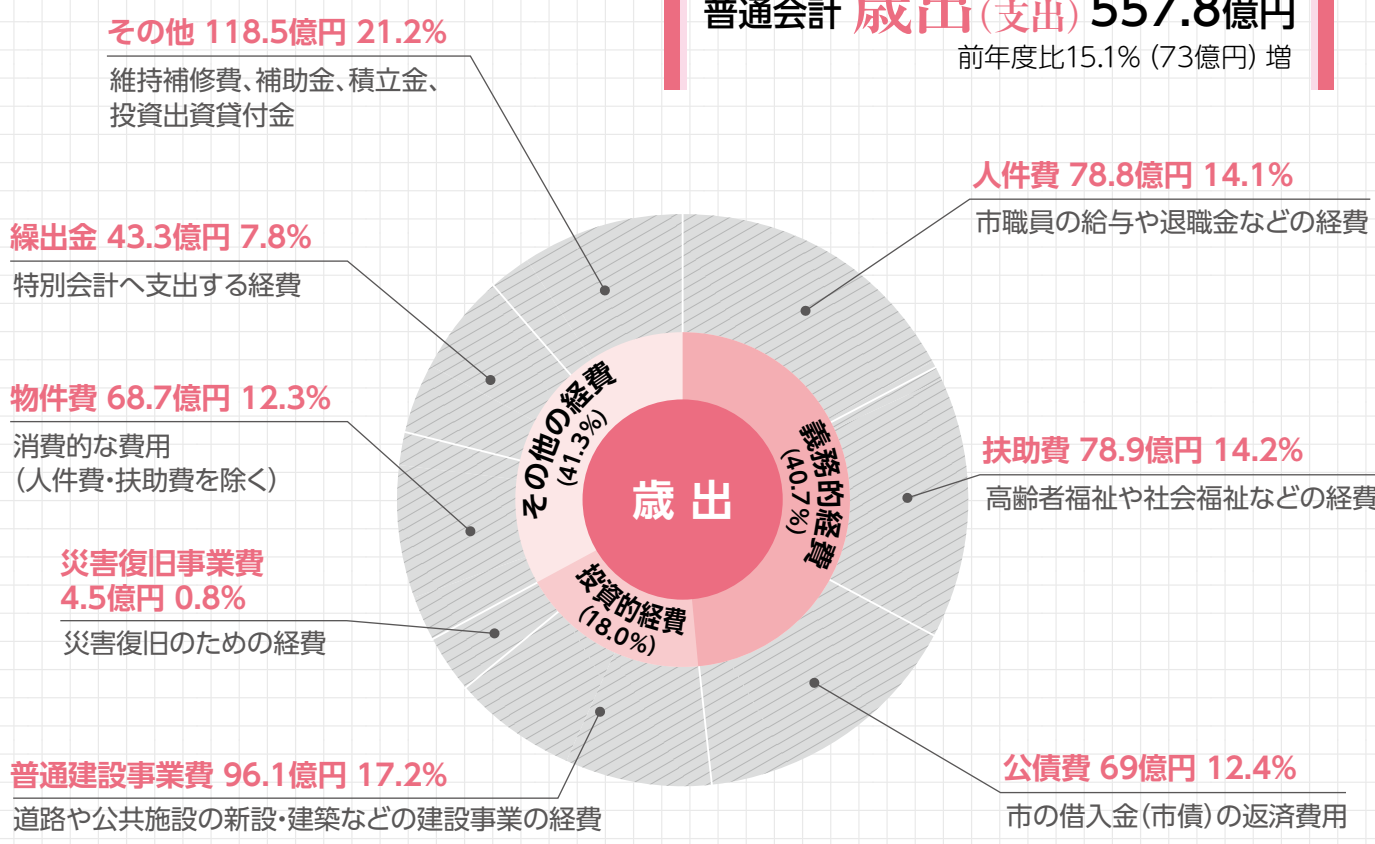 普通会計 歳出(支出) 557.8億円
前年度比15.1% (73億円) 増
その他 118.5億円 21.2%
維持補修費、補助金、積立金、
投資出資貸付金
繰出金 43.3億円 7.8%
特別会計へ支出する経費
物件費 68.7億円 12.3%
消費的な費用
(人件費・扶助費を除く)
災害復旧事業費
4.5億円 0.8%
災害復旧のための経費
普通建設事業費 96.1億円 17.2%
道路や公共施設の新設・建築などの建設事業の経費
人件費 78.8億円 14.1%
市職員の給与や退職金などの経費
扶助費 78.9億円 14.2%
高齢者福祉や社会福祉などの経費
公債費 69億円 12.4%
市の借入金(市債)の返済費用
その他の経費
(41.3%)
義務的経費
(40.7%)
投資的経費
(18.0%)
歳出